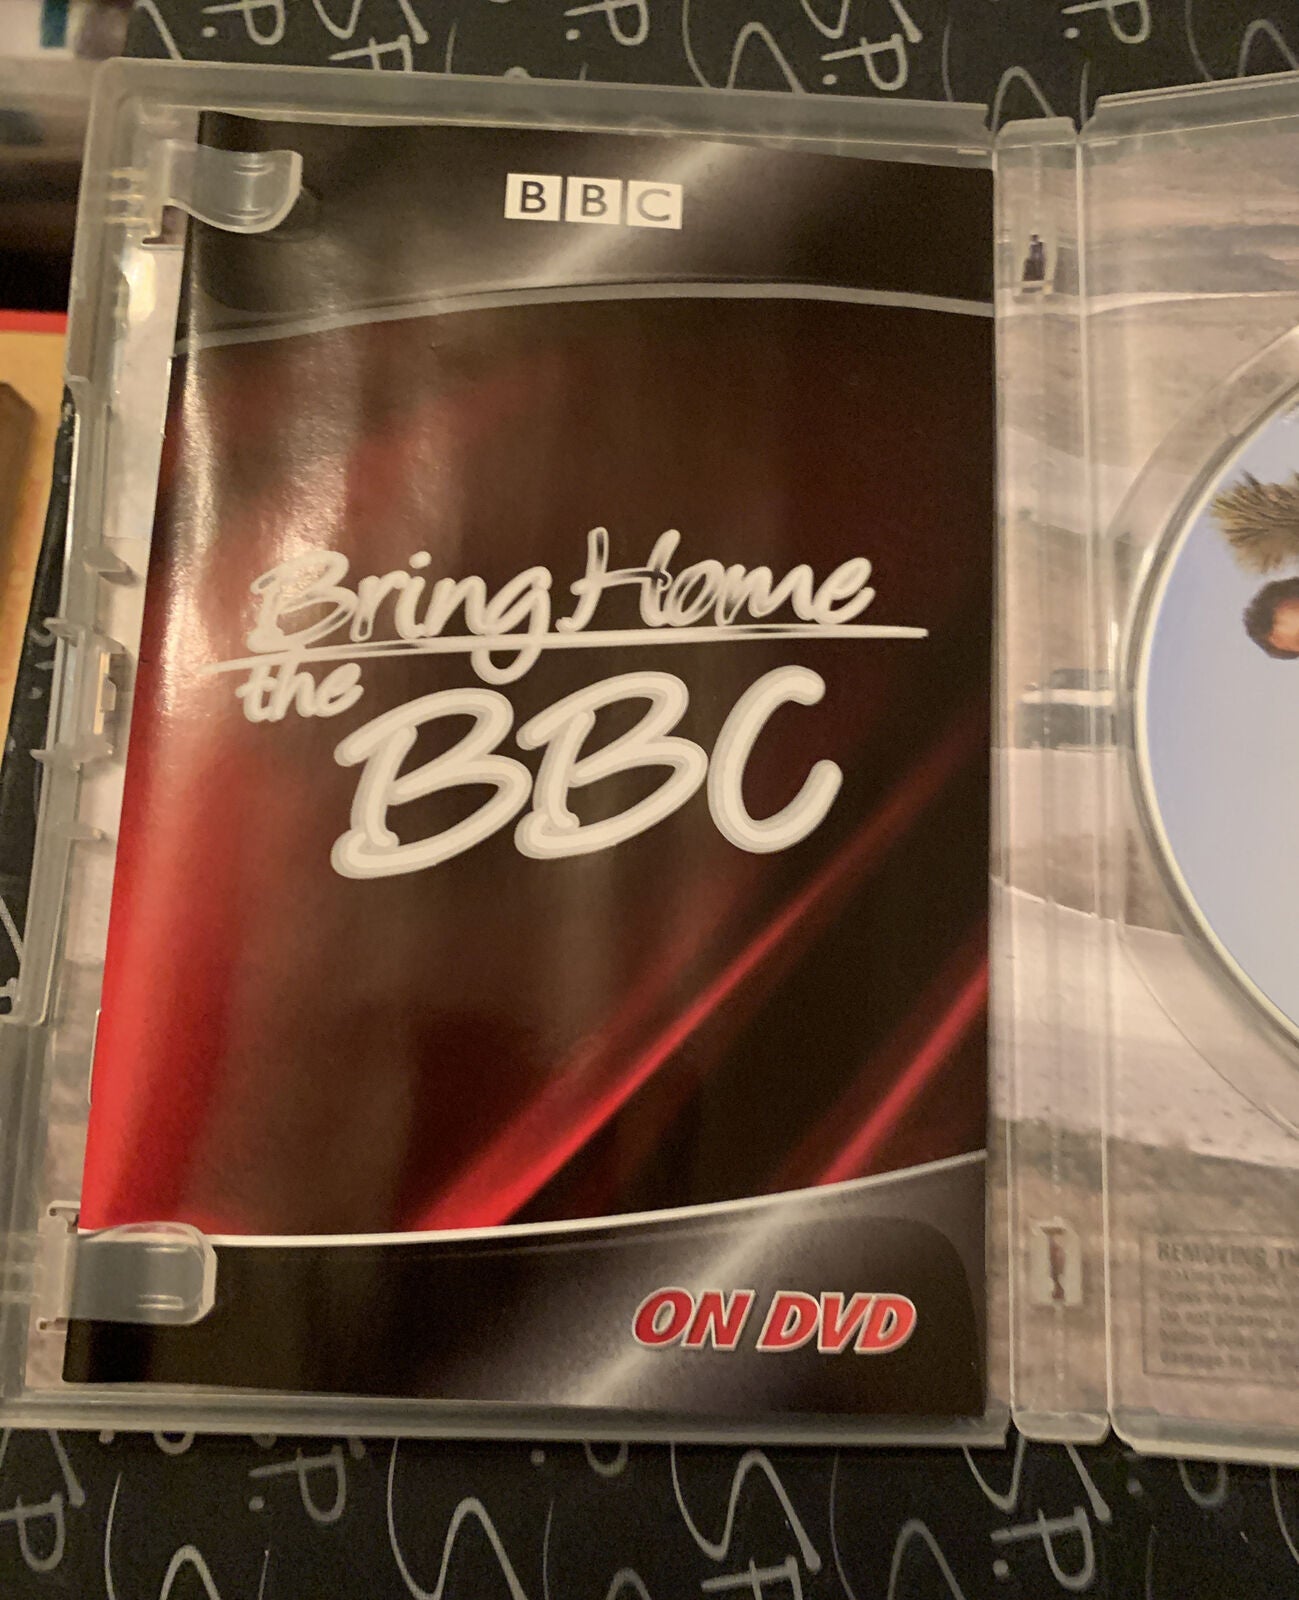 BBC
Bring Home
the
BBC
ON DVD
REMOVING TH